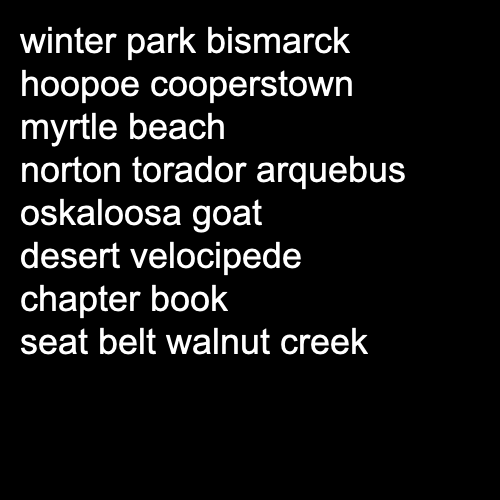 winter park bismarck
hoopoe cooperstown
myrtle beach
norton torador arquebus
oskaloosa goat
desert velocipede
chapter book
seat belt walnut creek